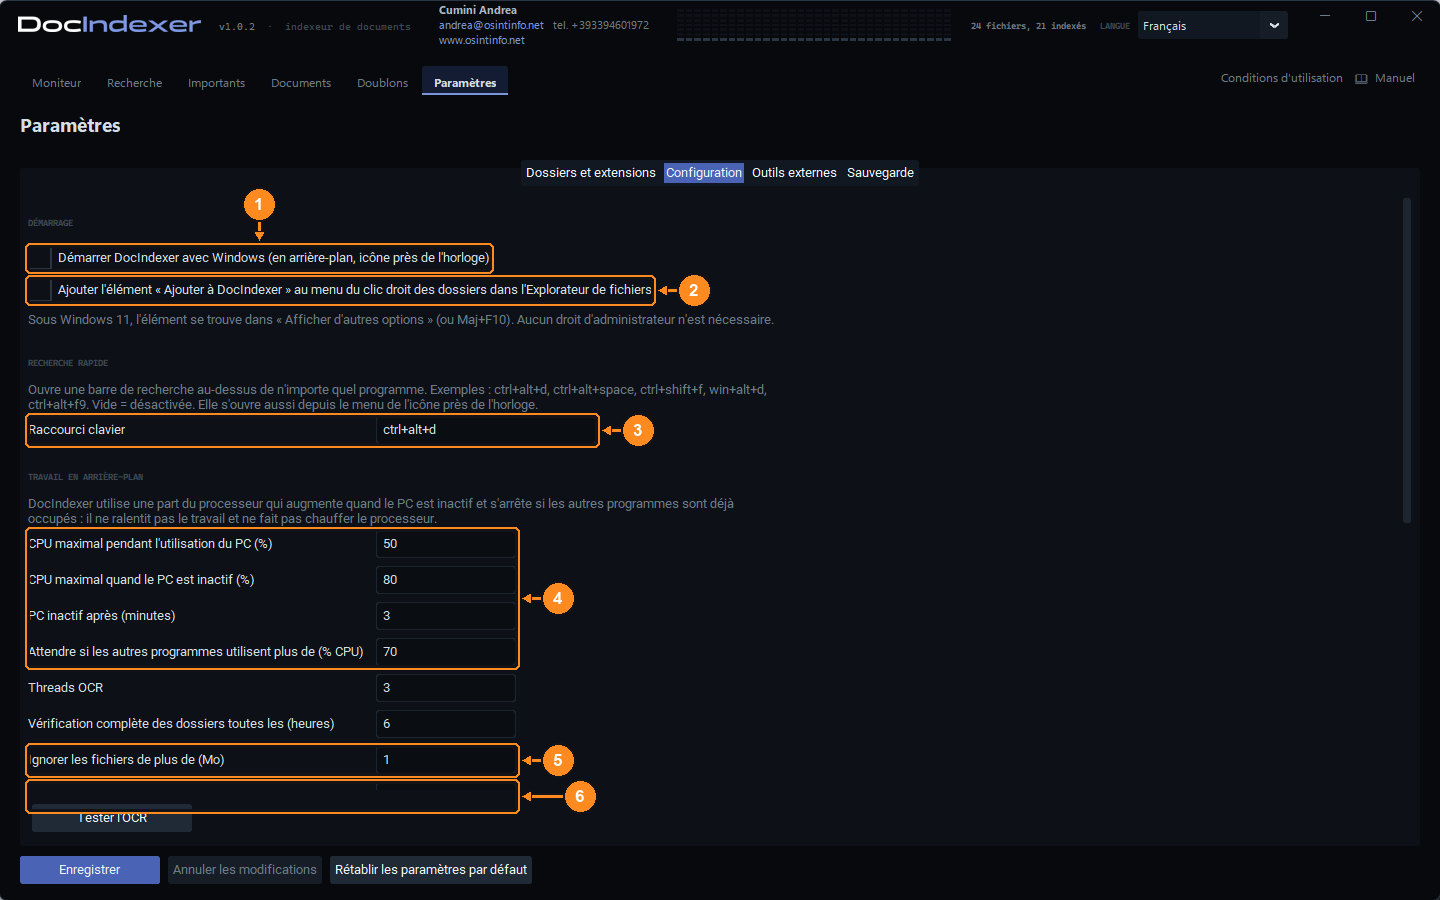 DocIndexer v1.0.2 · indexeur de documents
Cumini Andrea
andrea@osintinfo.net tel. +393394601972
www.osintinfo.net
24 fichiers, 21 indexés LANGUE Français
Moniteur Recherche Importants Documents Doublons Paramètres
Conditions d'utilisation Manuel
Paramètres
Dossiers et extensions Configuration Outils externes Sauvegarde
1
DÉMARRAGE
Démarrer DocIndexer avec Windows (en arrière-plan, icône près de l'horloge)
Ajouter l'élément « Ajouter à DocIndexer » au menu du clic droit des dossiers dans l'Explorateur de fichiers
2
Sous Windows 11, l'élément se trouve dans « Afficher d'autres options » (ou Maj+F10). Aucun droit d'administrateur n'est nécessaire.
RECHERCHE RAPIDE
Ouvre une barre de recherche au-dessus de n'importe quel programme. Exemples : ctrl+alt+d, ctrl+alt+space, ctrl+shift+f, win+alt+d,
ctrl+alt+f9. Vide = désactivée. Elle s'ouvre aussi depuis le menu de l'icône près de l'horloge.
Raccourci clavier ctrl+alt+d
3
TRAVAIL EN ARRIÈRE-PLAN
DocIndexer utilise une part du processeur qui augmente quand le PC est inactif et s'arrête si les autres programmes sont déjà
occupés : il ne ralentit pas le travail et ne fait pas chauffer le processeur.
CPU maximal pendant l'utilisation du PC (%) 50
CPU maximal quand le PC est inactif (%) 80
4
PC inactif après (minutes) 3
Attendre si les autres programmes utilisent plus de (% CPU) 70
Threads OCR 3
Vérification complète des dossiers toutes les (heures) 6
Ignorer les fichiers de plus de (Mo) 1
5
6
Tester l'OCR
Enregistrer Annuler les modifications Rétablir les paramètres par défaut